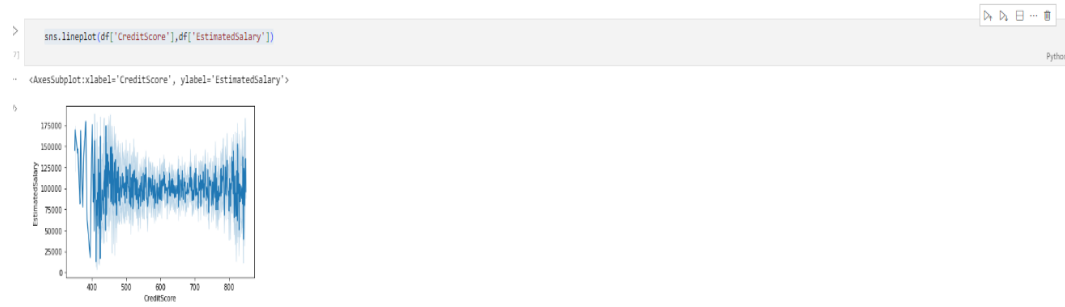 sns.lineplot(df['CreditScore'],df['EstimatedSalary'])
Python
<AxesSubplot:xlabel='CreditScore', ylabel='EstimatedSalary'>
175000
150000
125000
100000
75000
50000
25000
0
EstimatedSalary
400 500 600 700 800
CreditScore